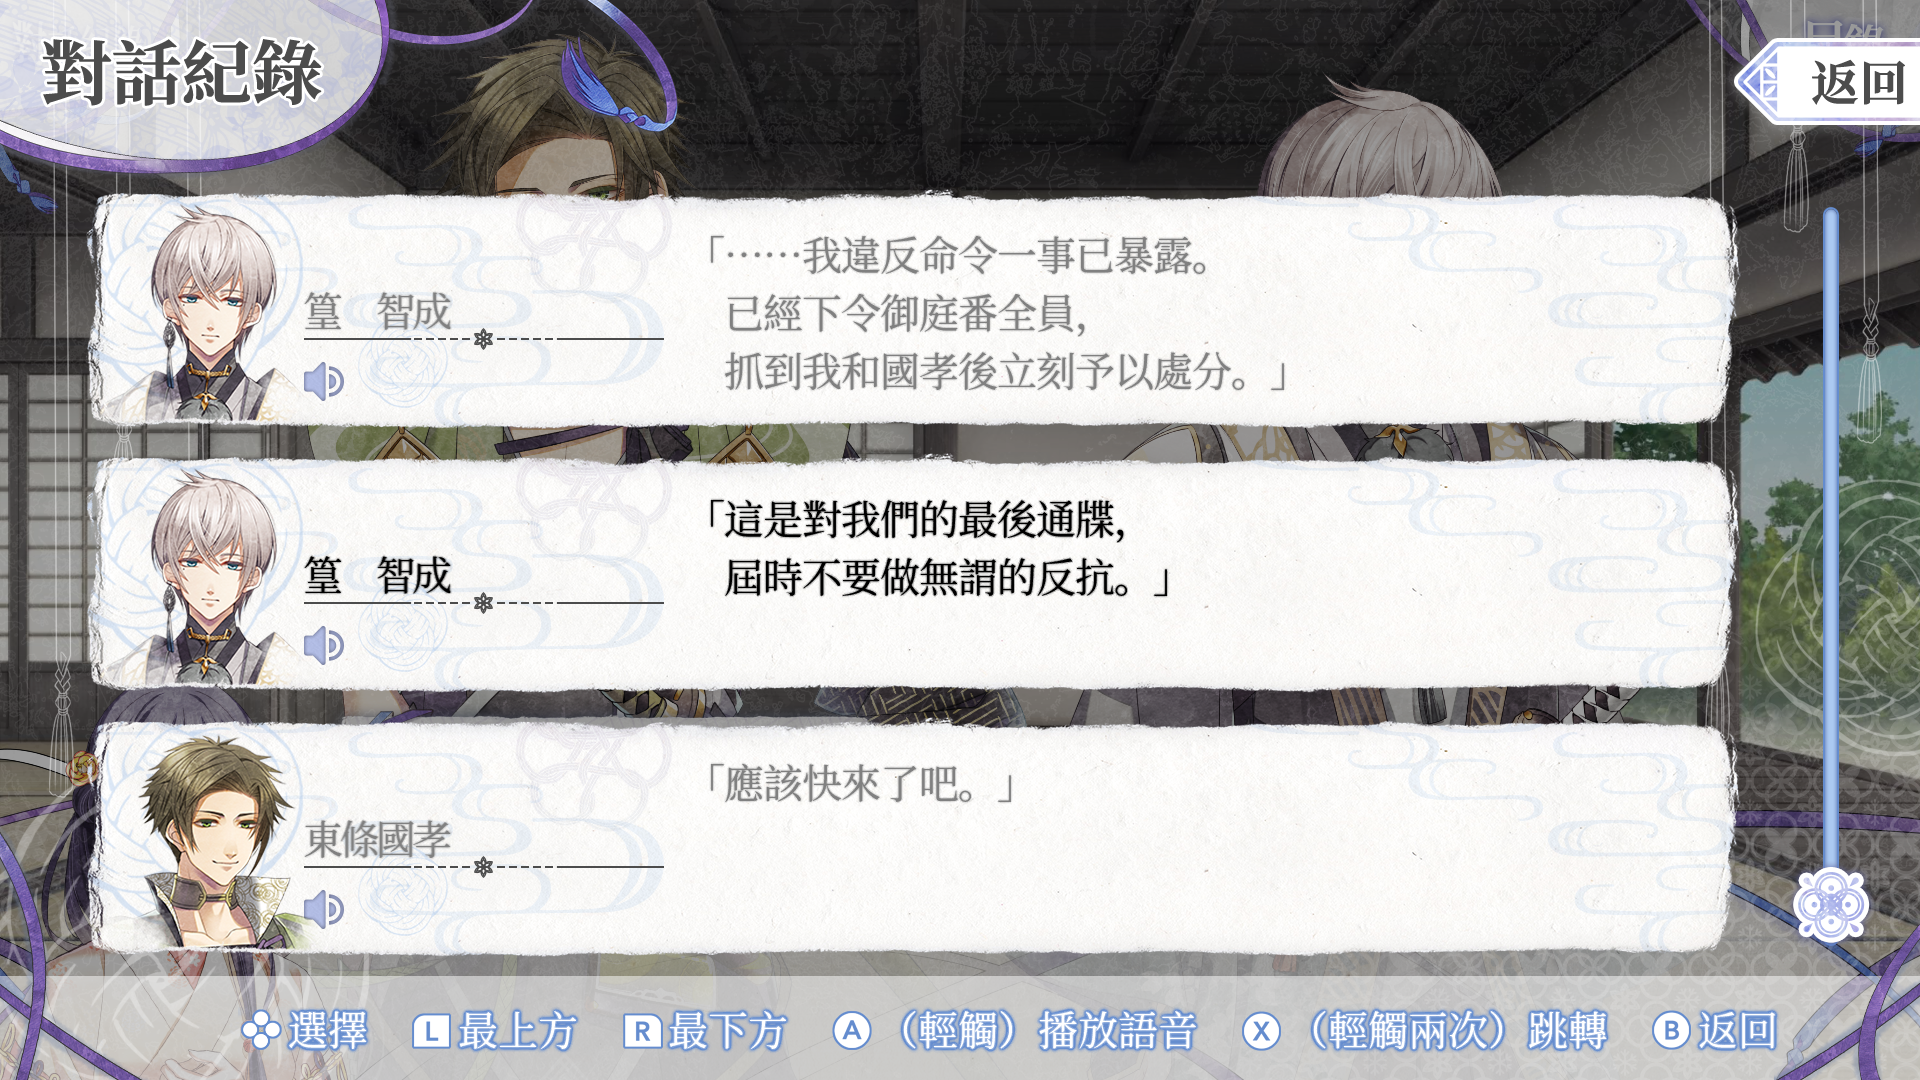 對話紀錄
目錄
返回
「……我違反命令一事已暴露。
已經下令御庭番全員，
抓到我和國孝後立刻予以處分。」
篁　智成
「這是對我們的最後通牒，
屆時不要做無謂的反抗。」
篁　智成
「應該快來了吧。」
東條國孝
選擇 L 最上方 R 最下方 A （輕觸）播放語音 X （輕觸兩次）跳轉 B 返回